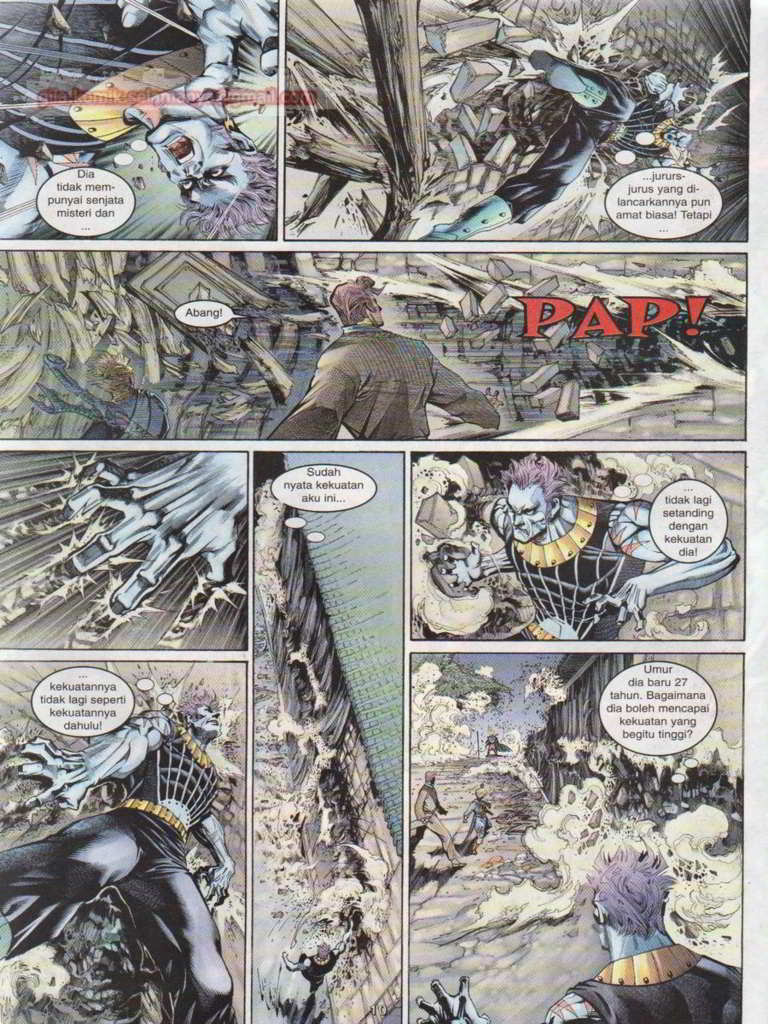 Dia
tidak mem-
punyai senjata
misteri dan
...
...jururs-
jurus yang di-
lancarkannya pun
amat biasa! Tetapi
...
Abang!
PAP!
Sudah
nyata kekuatan
aku ini...
...
tidak lagi
setanding
dengan
kekuatan
dia!
...
kekuatannya
tidak lagi seperti
kekuatannya
dahulu!
Umur
dia baru 27
tahun. Bagaimana
dia boleh mencapai
kekuatan yang
begitu tinggi?
10